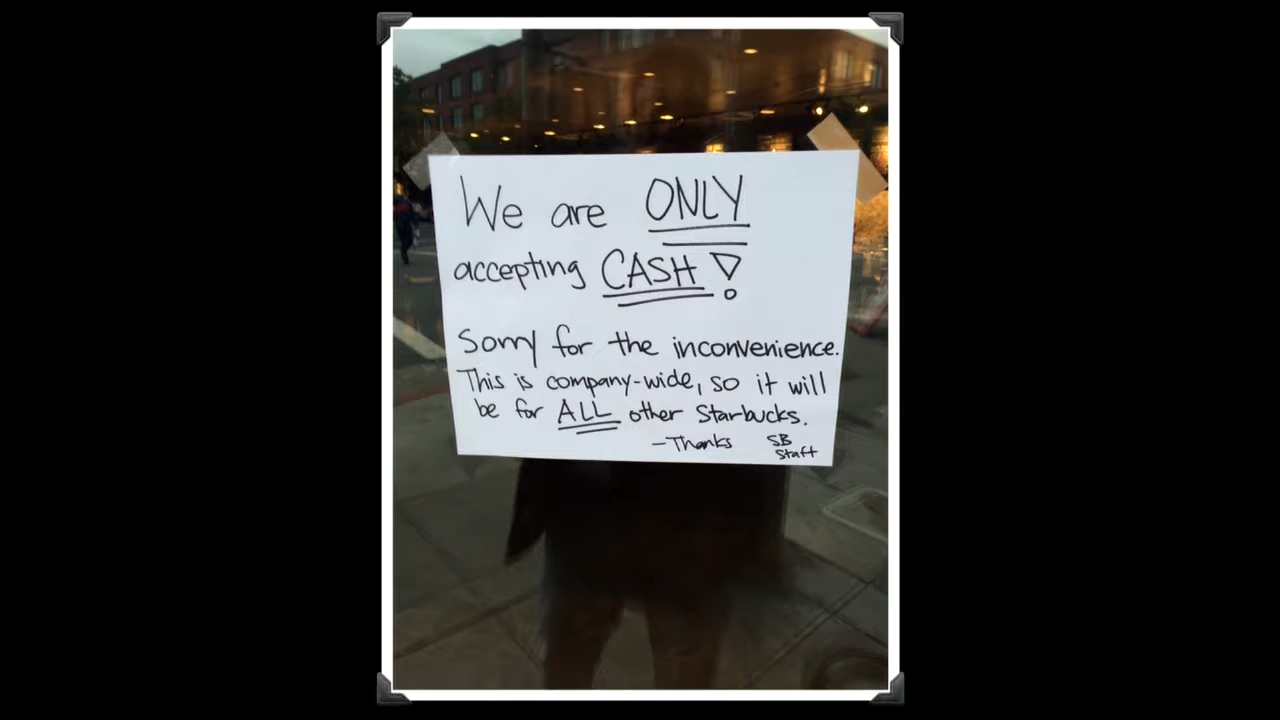 We are ONLY
accepting CASH!
Sorry for the inconvenience.
This is company-wide, so it will
be for ALL other Starbucks.
-Thanks SB
Staff